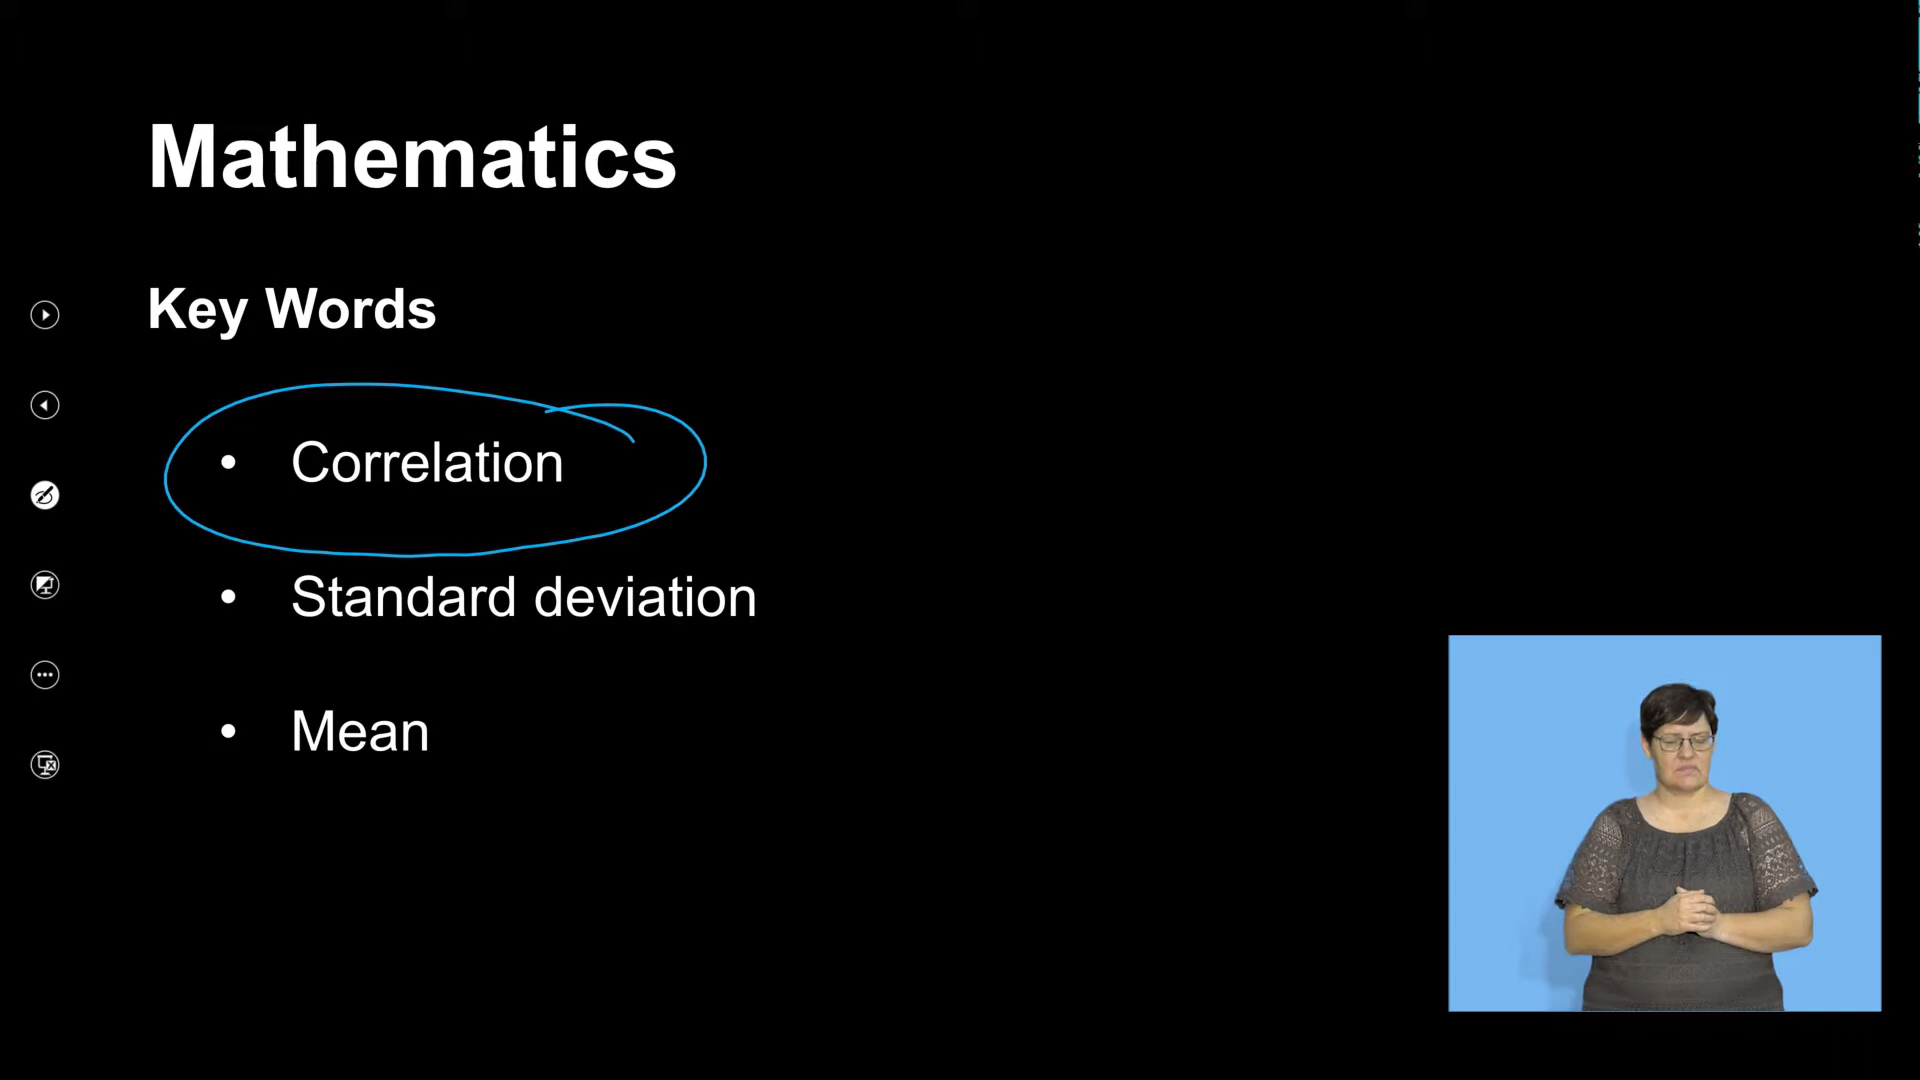 Mathematics
Key Words
• Correlation
• Standard deviation
• Mean